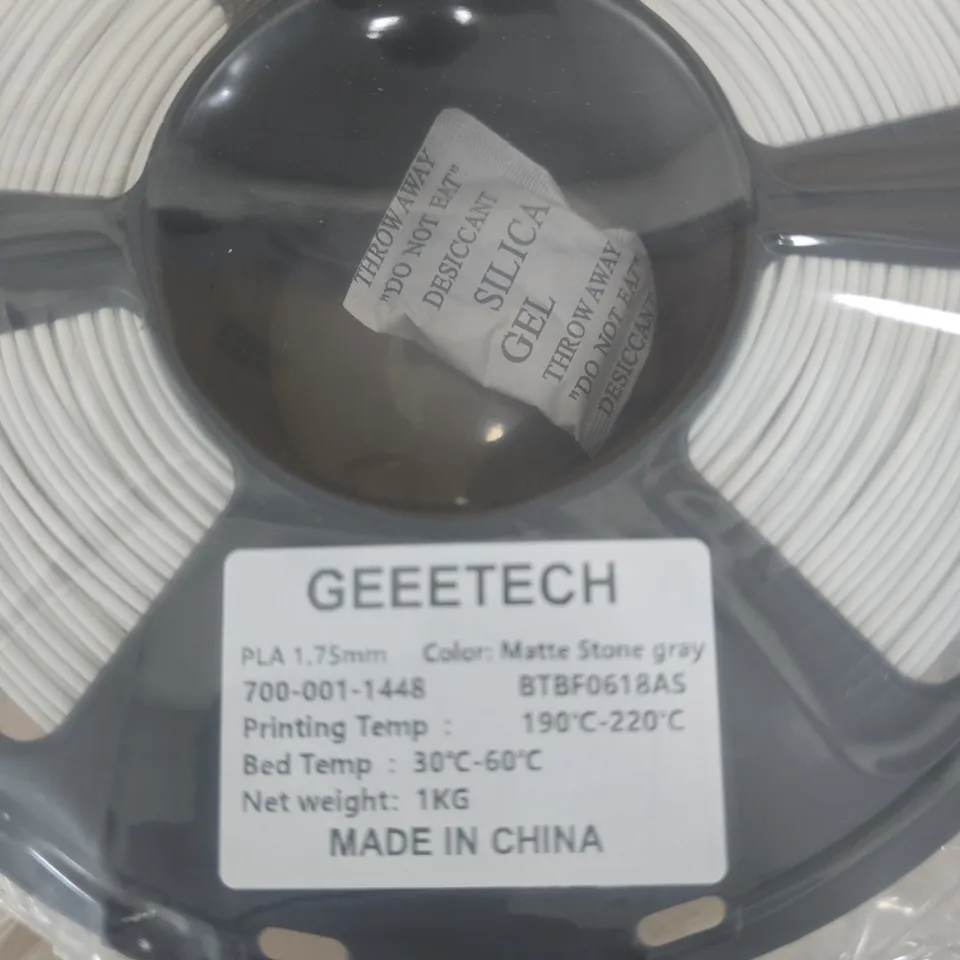 THROW AWAY
"DO NOT EAT"
DESICCANT
SILICA
GEL
THROW AWAY
"DO NOT EAT"
DESICCANT
GEEETECH
PLA 1.75mm Color: Matte Stone gray
700-001-1448 BTBF0618AS
Printing Temp : 190℃-220℃
Bed Temp : 30℃-60℃
Net weight: 1KG
MADE IN CHINA